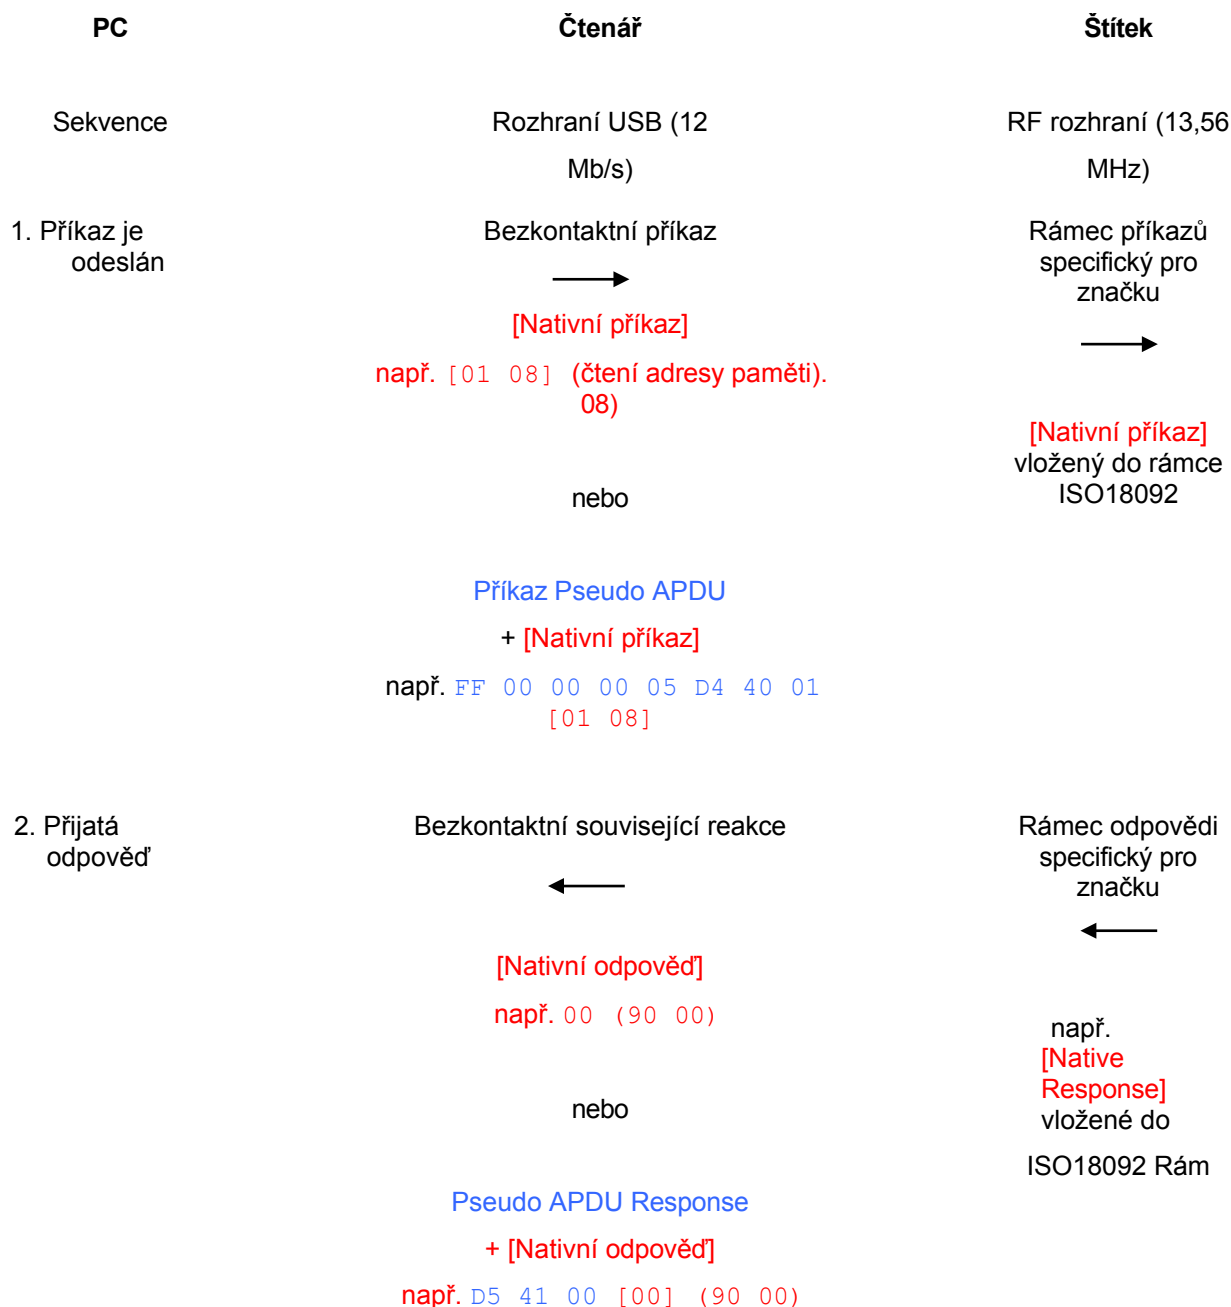 PC
Čtenář
Štítek
Sekvence
Rozhraní USB (12
Mb/s)
RF rozhraní (13,56
MHz)
1. Příkaz je
odeslán
Bezkontaktní příkaz
[Nativní příkaz]
např. [01 08] (čtení adresy paměti).
08)
nebo
Příkaz Pseudo APDU
+ [Nativní příkaz]
např. FF 00 00 00 05 D4 40 01
[01 08]
Rámec příkazů
specifický pro
značku
[Nativní příkaz]
vložený do rámce
ISO18092
2. Přijatá
odpověď
Bezkontaktní související reakce
[Nativní odpověď]
např. 00 (90 00)
nebo
Pseudo APDU Response
+ [Nativní odpověď]
např. D5 41 00 [00] (90 00)
Rámec odpovědi
specifický pro
značku
např.
[Native
Response]
vložené do
ISO18092 Rám